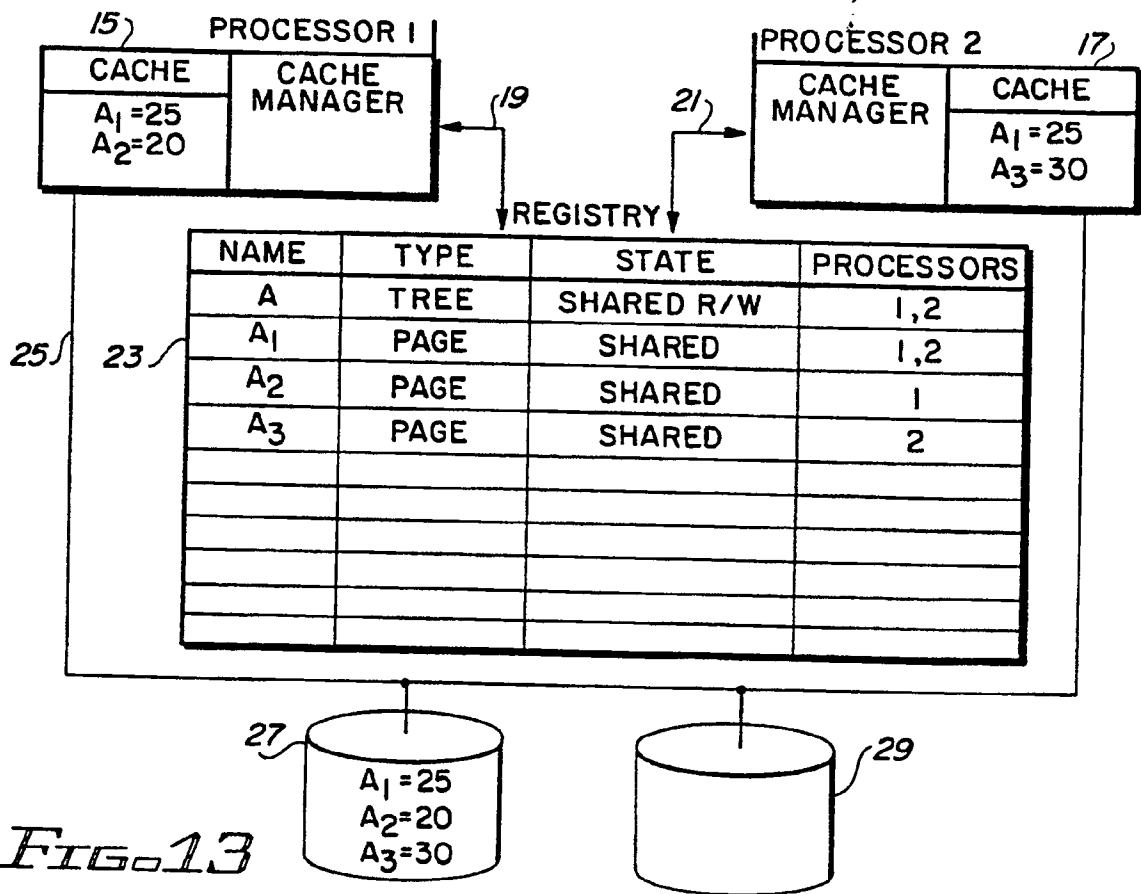 15 PROCESSOR 1
PROCESSOR 2 17
CACHE CACHE MANAGER
A1=25
A2=20
19
21
CACHE MANAGER CACHE
A1=25
A3=30
REGISTRY
NAME TYPE STATE PROCESSORS
A TREE SHARED R/W 1,2
A1 PAGE SHARED 1,2
A2 PAGE SHARED 1
A3 PAGE SHARED 2
25
23
27
A1=25
A2=20
A3=30
29
FIG. 13